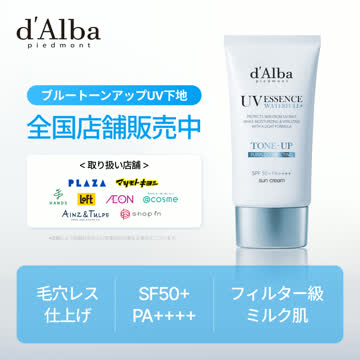 d'Alba
piedmont
ブルートーンアップUV下地
全国店舗販売中
< 取り扱い店舗 >
PLAZA マツモトキヨシ
HANDS LOFT ÆON @cosme
AINZ & TULPE shop fn
d'Alba
piedmont
UV ESSENCE
WATERFULL
TONE-UP
SPF 50+ PA++++
sun cream
毛穴レス
仕上げ
SF50+
PA++++
フィルター級
ミルク肌